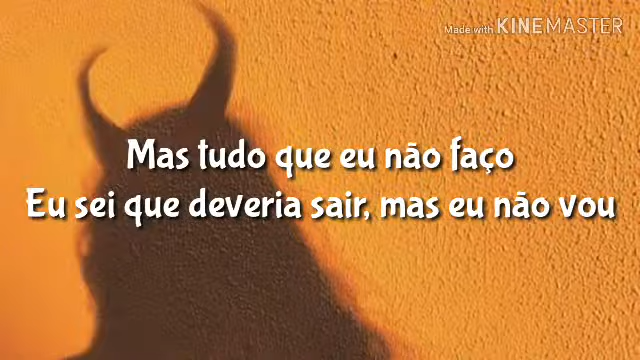 Made with KINEMASTER
Mas tudo que eu não faço
Eu sei que deveria sair, mas eu não vou